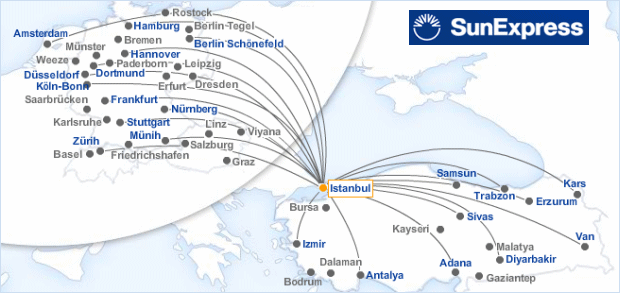 SunExpress
Rostock
Hamburg
Berlin-Tegel
Amsterdam
Bremen
Berlin Schönefeld
Münster
Hannover
Weeze
Paderborn
Leipzig
Düsseldorf
Dortmund
Köln-Bonn
Erfurt
Dresden
Saarbrücken
Frankfurt
Nürnberg
Karlsruhe
Stuttgart
Linz
Viyana
Münih
Zürih
Salzburg
Basel
Friedrichshafen
Graz
Istanbul
Samsün
Kars
Trabzon
Erzurum
Bursa
Sivas
Kayseri
Izmir
Van
Malatya
Diyarbakir
Dalaman
Adana
Bodrum
Antalya
Gaziantep